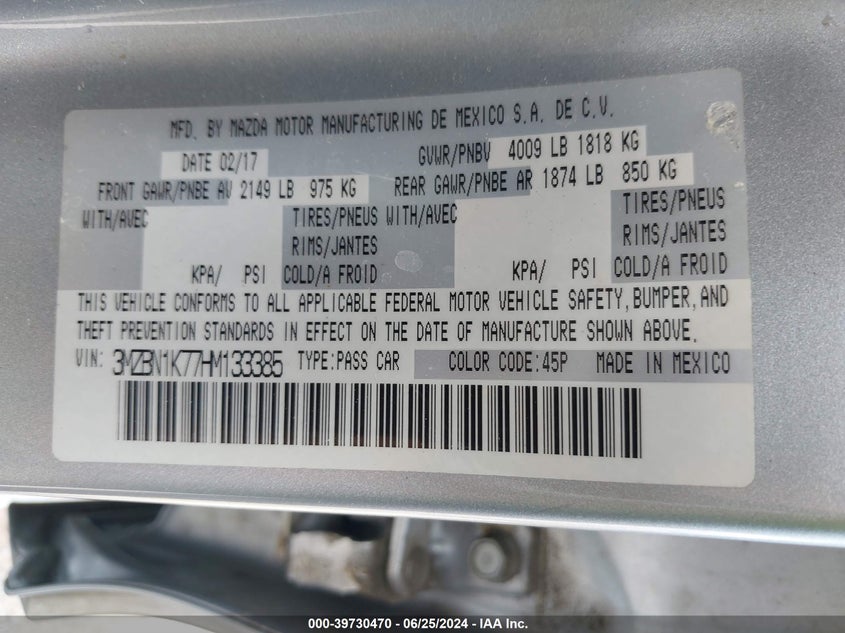 MFD. BY MAZDA MOTOR MANUFACTURING DE MEXICO S.A. DE C.V.
DATE 02/17 GVWR/PNBV 4009 LB 1818 KG
FRONT GAWR/PNBE AV 2149 LB 975 KG REAR GAWR/PNBE AR 1874 LB 850 KG
WITH/AVEC TIRES/PNEUS WITH/AVEC TIRES/PNEUS
RIMS/JANTES RIMS/JANTES
KPA/ PSI COLD/A FROID KPA/ PSI COLD/A FROID
THIS VEHICLE CONFORMS TO ALL APPLICABLE FEDERAL MOTOR VEHICLE SAFETY, BUMPER, AND
THEFT PREVENTION STANDARDS IN EFFECT ON THE DATE OF MANUFACTURE SHOWN ABOVE.
VIN: 3MZBN1K77HM133385 TYPE:PASS CAR COLOR CODE:45P MADE IN MEXICO
000-39730470 - 06/25/2024 - IAA Inc.